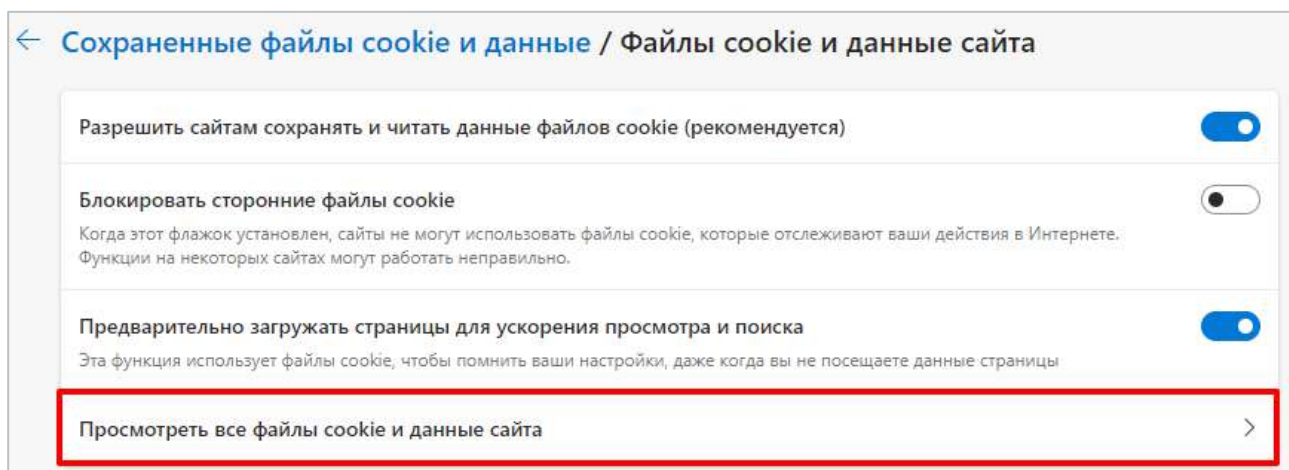 Сохраненные файлы cookie и данные / Файлы cookie и данные сайта
Разрешить сайтам сохранять и читать данные файлов cookie (рекомендуется)
Блокировать сторонние файлы cookie
Когда этот флажок установлен, сайты не могут использовать файлы cookie, которые отслеживают ваши действия в Интернете.
Функции на некоторых сайтах могут работать неправильно.
Предварительно загружать страницы для ускорения просмотра и поиска
Эта функция использует файлы cookie, чтобы помнить ваши настройки, даже когда вы не посещаете данные страницы
Просмотреть все файлы cookie и данные сайта